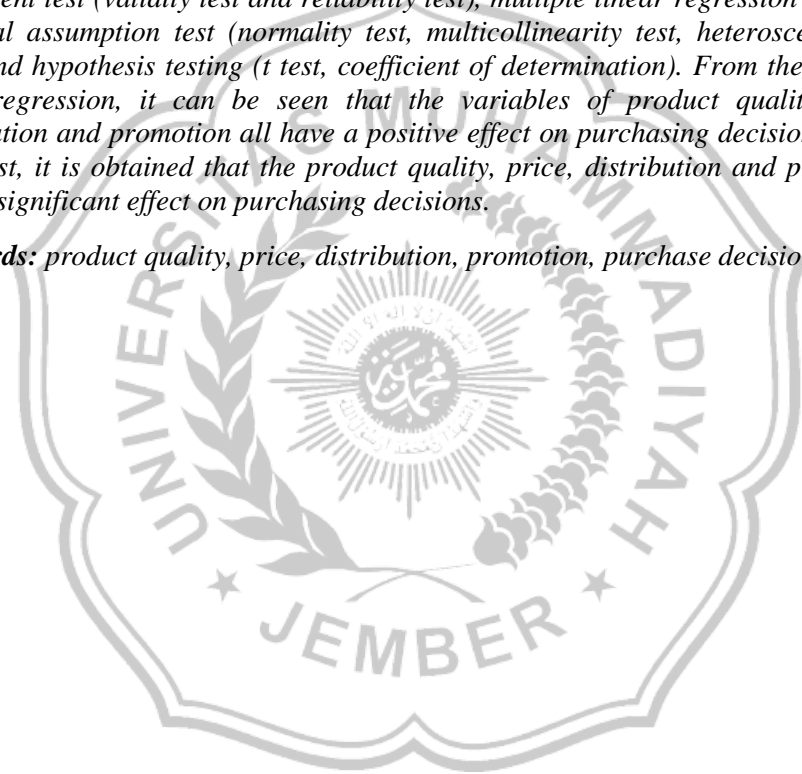 ent test (validity test and reliability test), multiple linear regression
al assumption test (normality test, multicollinearity test, heterosce
nd hypothesis testing (t test, coefficient of determination). From the
regression, it can be seen that the variables of product qualit
ation and promotion all have a positive effect on purchasing decision
st, it is obtained that the product quality, price, distribution and p
significant effect on purchasing decisions.
rds: product quality, price, distribution, promotion, purchase decisio
UNIVERSITAS MUHAMMADIYAH
JEMBER